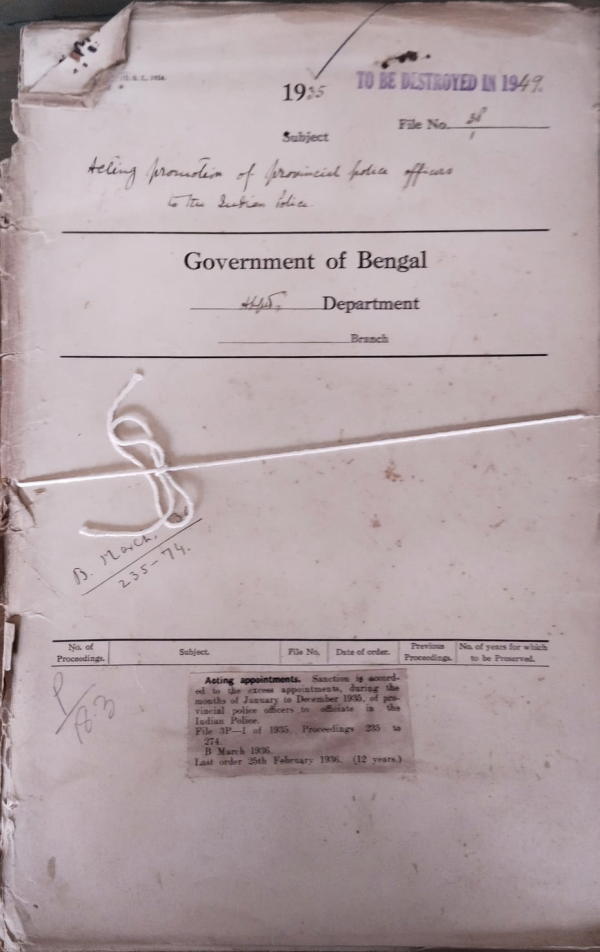 1935
TO BE DESTROYED IN 1949.
File No.
Subject
Acting promotion of provincial police officers
to the Indian Police
Government of Bengal
Department
Branch
B. March,
235-74.
No. of Proceedings. Subject. File No. Date of order. Previous Proceedings. No. of years for which to be Preserved.
Acting appointments. Sanction is accord-
ed to the excess appointments, during the
months of January to December 1935, of pro-
vincial police officers to officiate in the
Indian Police.
File 3P—1 of 1935. Proceedings 235 to
274.
B March 1936.
Last order 25th February 1936. (12 years.)
P/183